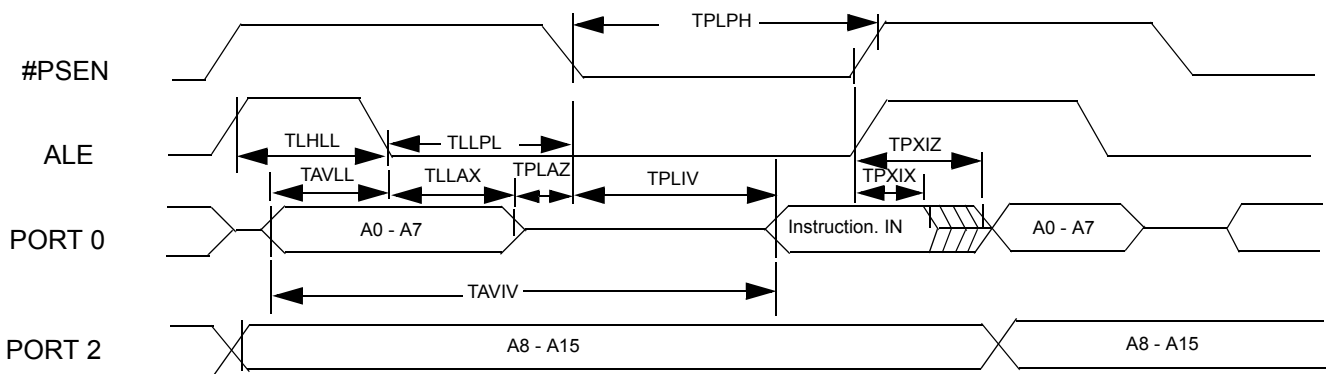 TPLPH
#PSEN
TLHLL
TLLPL
TPXIZ
ALE
TAVLL
TLLAX
TPLAZ
TPLIV
TPXIX
PORT 0
A0 - A7
Instruction. IN
A0 - A7
TAVIV
PORT 2
A8 - A15
A8 - A15